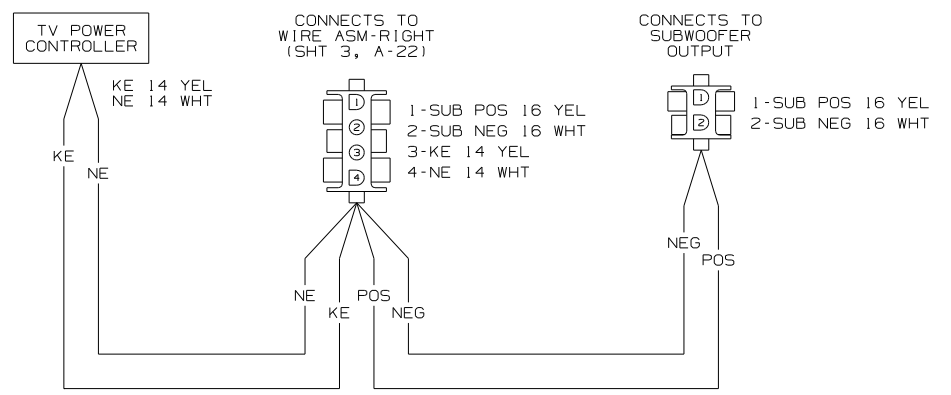 TV POWER
CONTROLLER
KE 14 YEL
NE 14 WHT
KE
NE
CONNECTS TO
WIRE ASM-RIGHT
(SHT 3, A-22)
1
2
3
4
1-SUB POS 16 YEL
2-SUB NEG 16 WHT
3-KE 14 YEL
4-NE 14 WHT
NE
KE
POS
NEG
CONNECTS TO
SUBWOOFER
OUTPUT
1
2
1-SUB POS 16 YEL
2-SUB NEG 16 WHT
NEG
POS